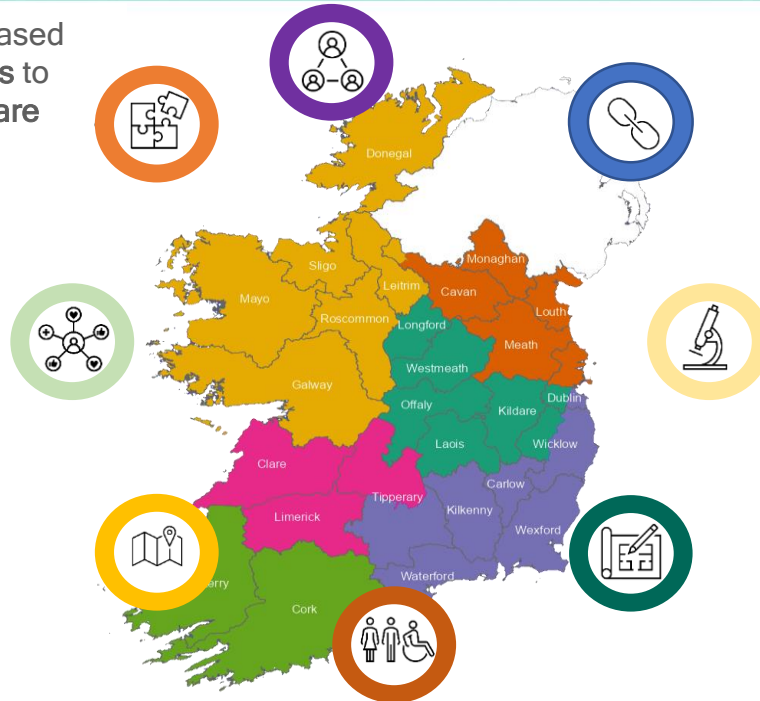 ased
s to
are
Donegal
Monaghan
Sligo
Leitrim
Cavan
Mayo
Louth
Roscommon
Longford
Meath
Westmeath
Galway
Dublin
Offaly
Kildare
Laois
Wicklow
Clare
Carlow
Tipperary
Kilkenny
Limerick
Wexford
Waterford
erry
Cork